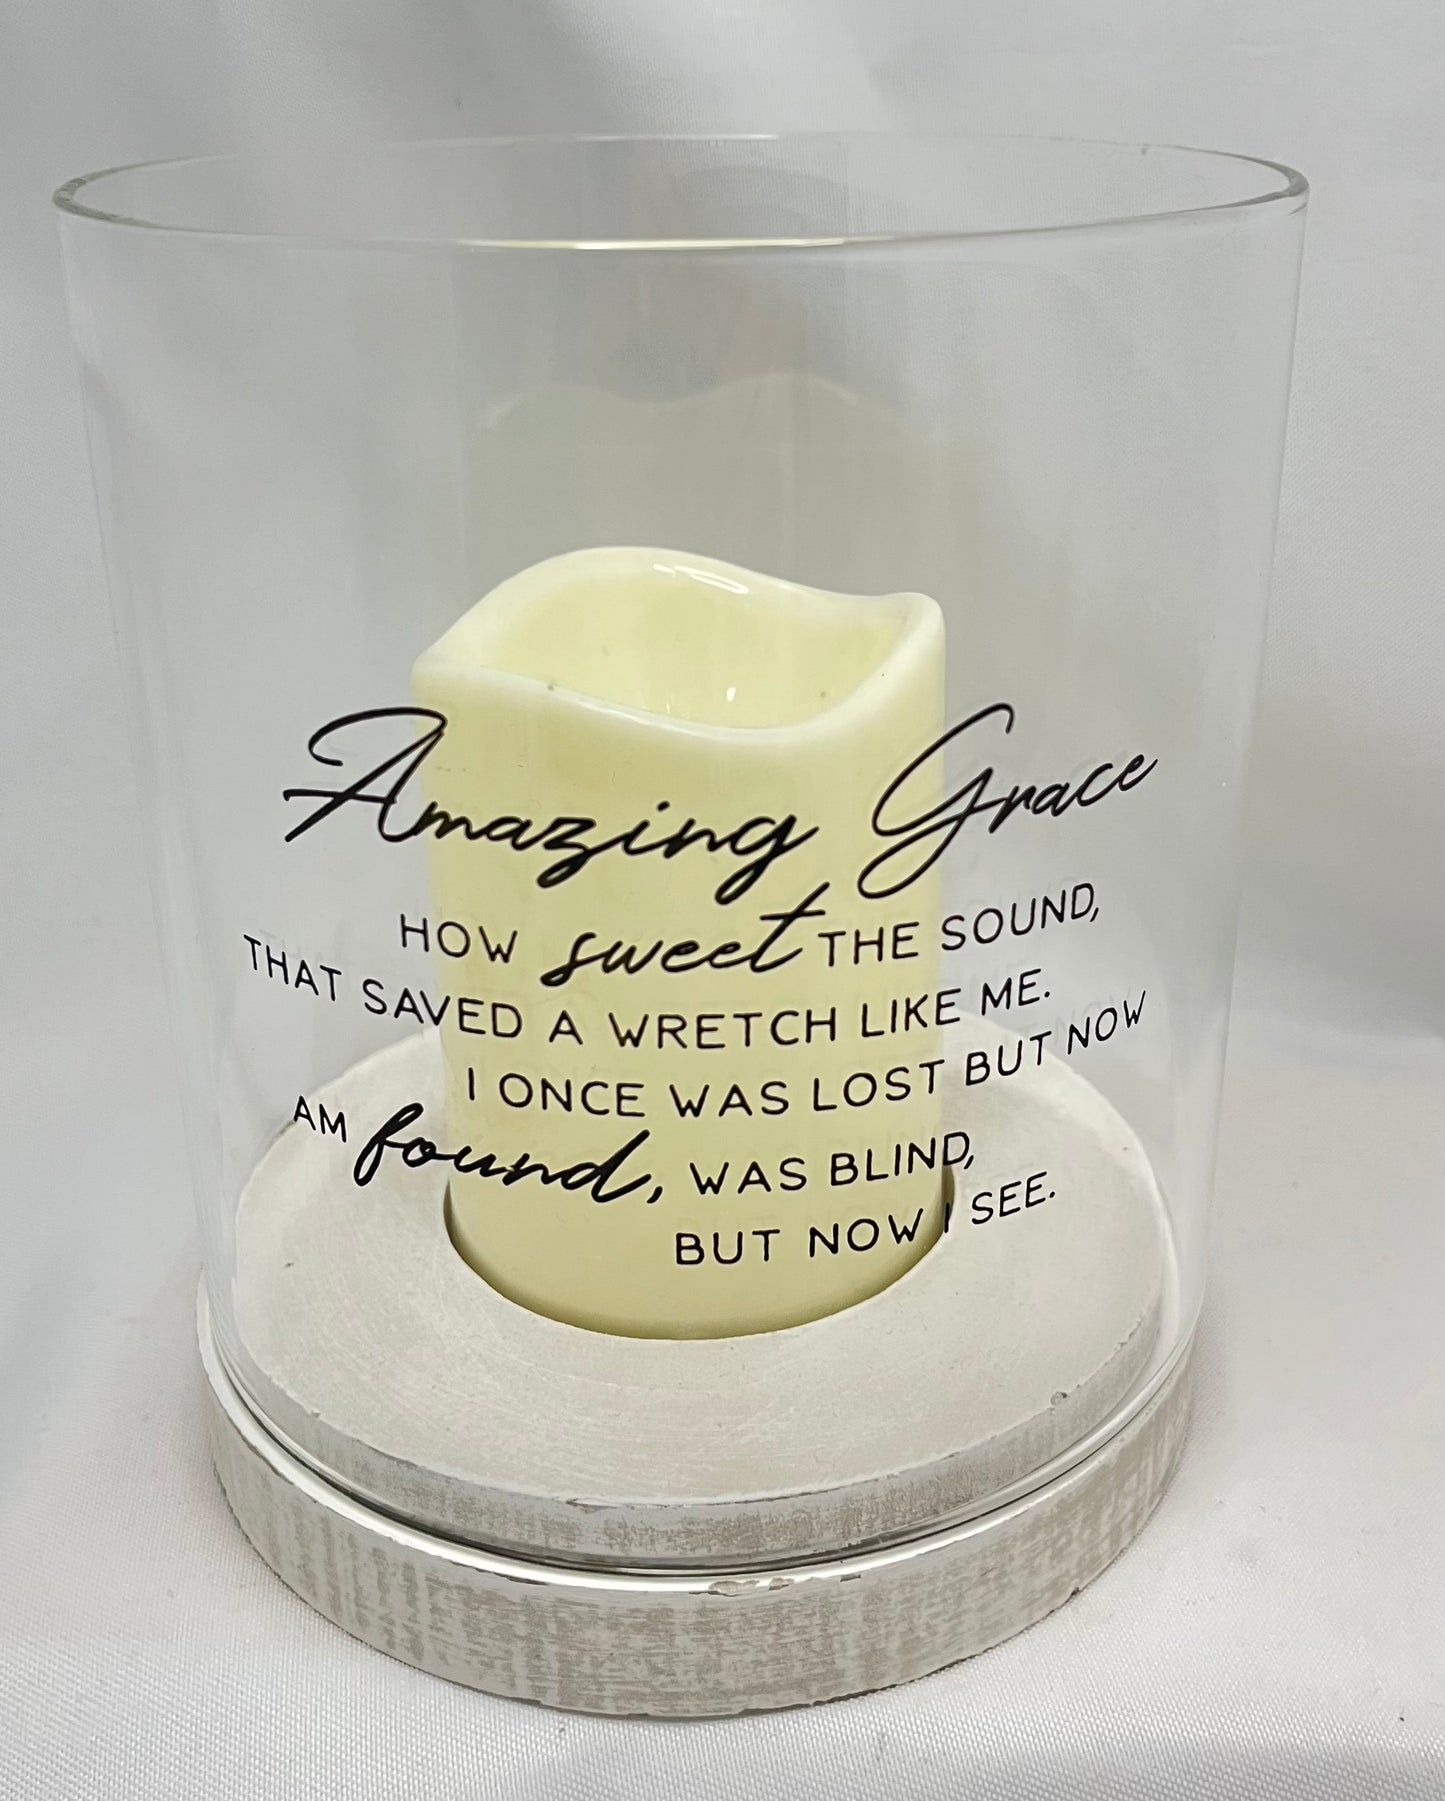 Amazing Grace
HOW sweet THE SOUND,
THAT SAVED A WRETCH LIKE ME.
I ONCE WAS LOST BUT NOW
AM found, WAS BLIND,
BUT NOW I SEE.